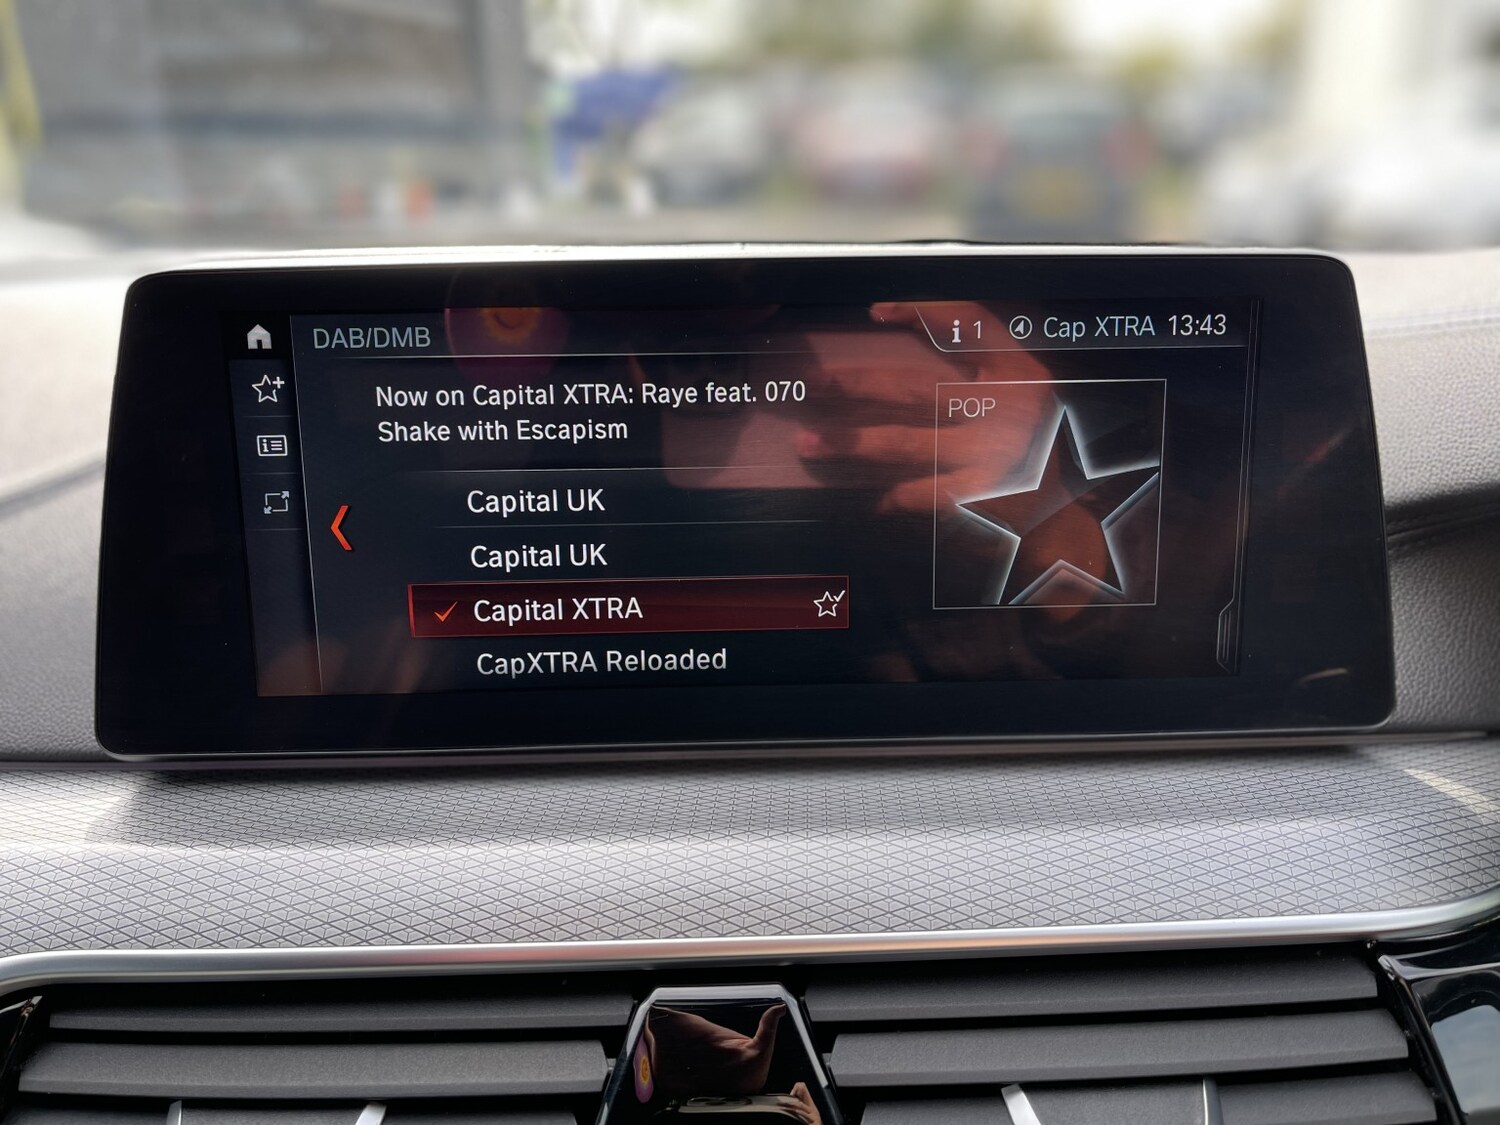 DAB/DMB
i 1 Cap XTRA 13:43
Now on Capital XTRA: Raye feat. 070
Shake with Escapism
POP
Capital UK
Capital UK
Capital XTRA
CapXTRA Reloaded